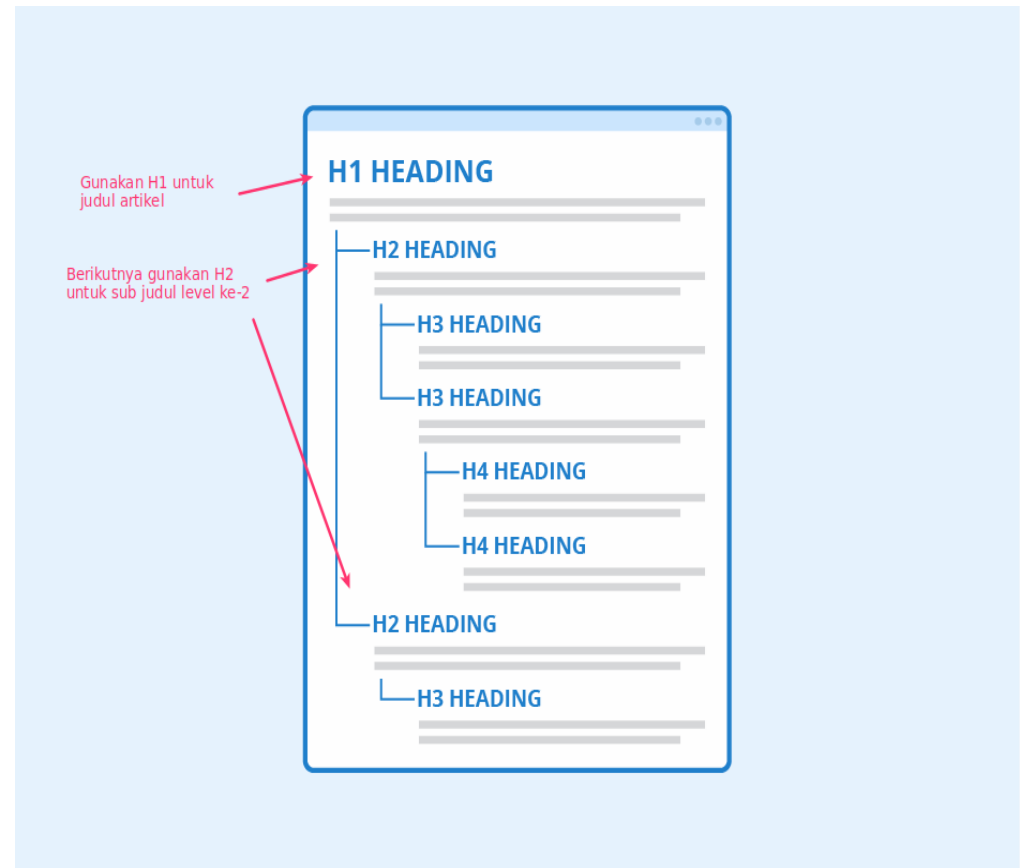 H1 HEADING
Gunakan H1 untuk
judul artikel
H2 HEADING
Berikutnya gunakan H2
untuk sub judul level ke-2
H3 HEADING
H3 HEADING
H4 HEADING
H4 HEADING
H2 HEADING
H3 HEADING